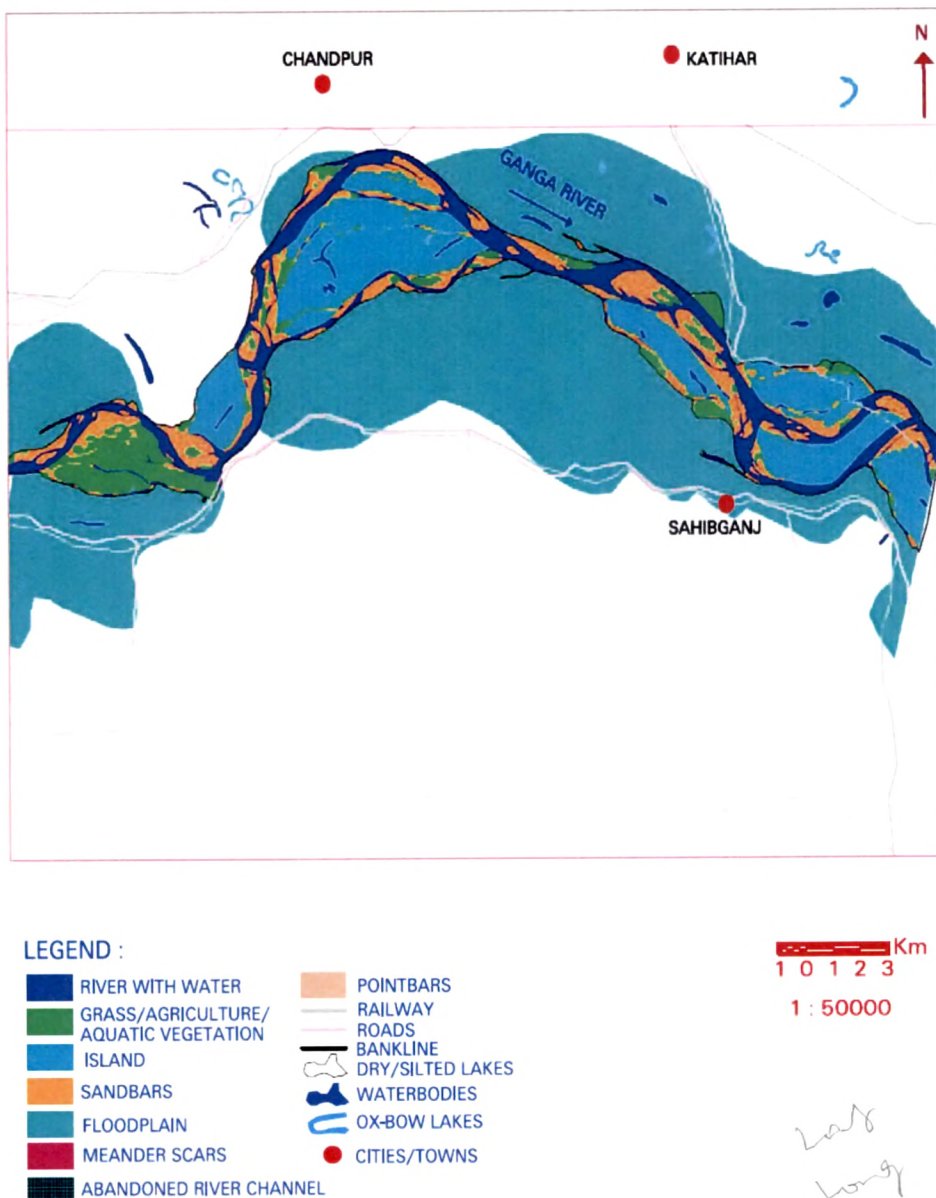 N
CHANDPUR
KATIHAR
GANGA RIVER
SAHIBGANJ
LEGEND :
RIVER WITH WATER
GRASS/AGRICULTURE/
AQUATIC VEGETATION
ISLAND
SANDBARS
FLOODPLAIN
MEANDER SCARS
ABANDONED RIVER CHANNEL
POINTBARS
RAILWAY
ROADS
BANKLINE
DRY/SILTED LAKES
WATERBODIES
OX-BOW LAKES
CITIES/TOWNS
Km
1 0 1 2 3
1 : 50000
Long